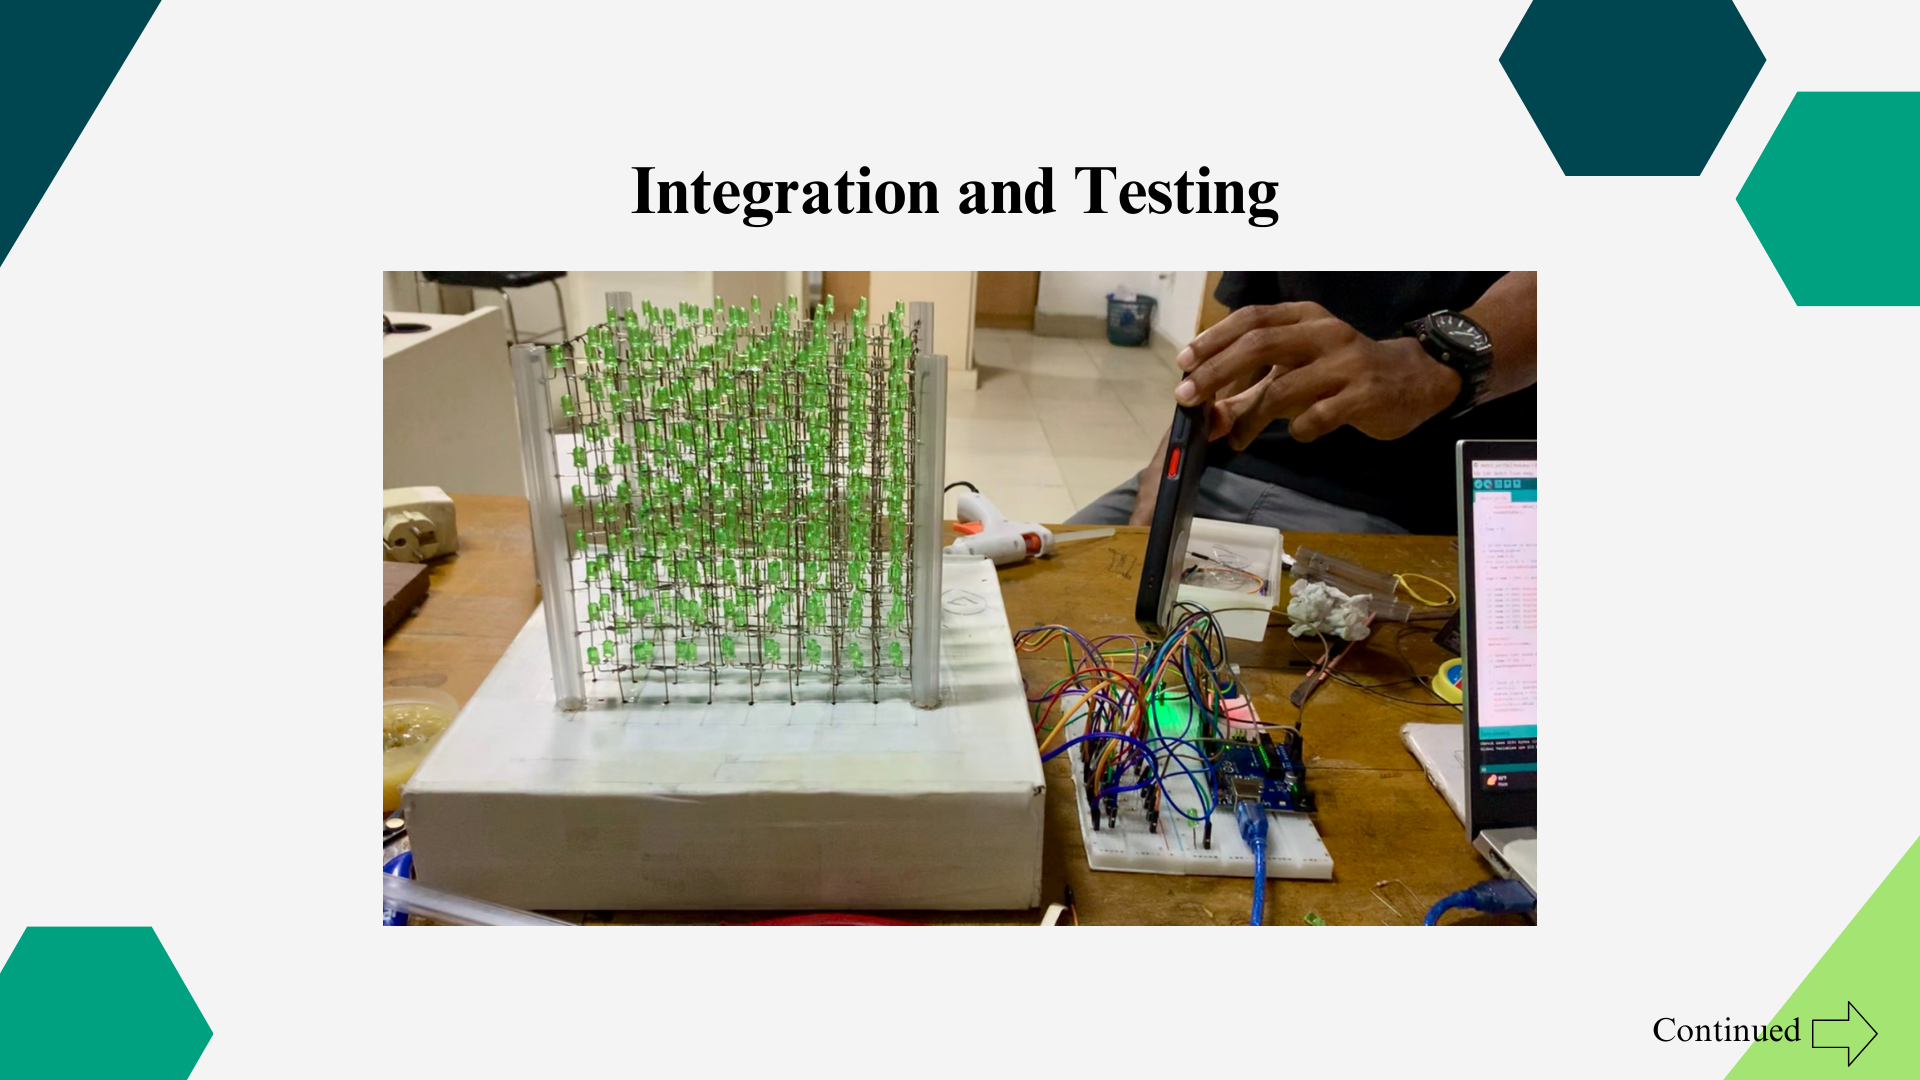 Integration and Testing
Continued